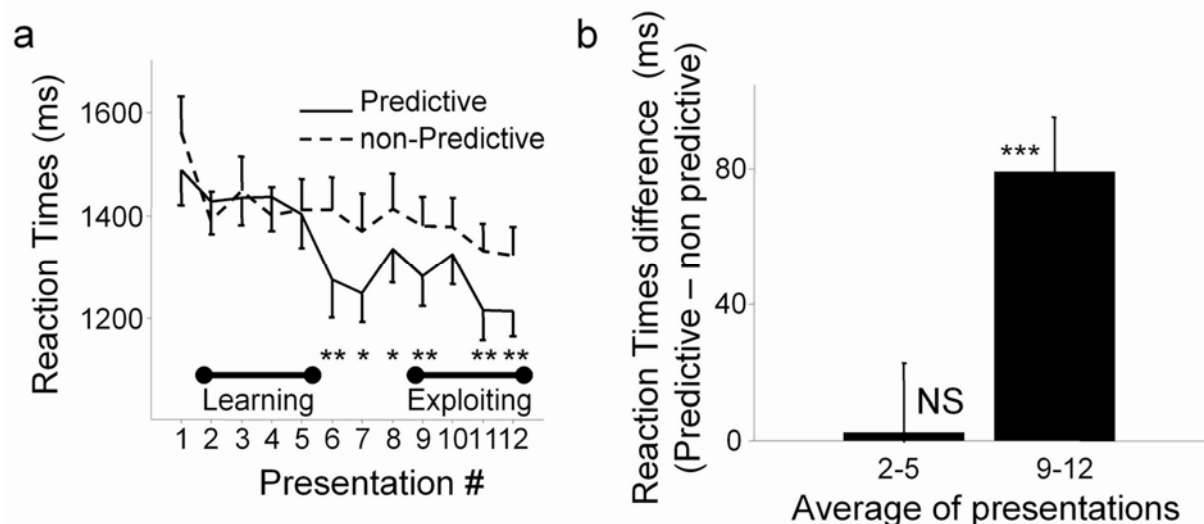 a
Reaction Times (ms)
1600
1400
1200
Predictive
non-Predictive
** * * ** ** **
Learning Exploiting
1 2 3 4 5 6 7 8 9 10 11 12
Presentation #
b
Reaction Times difference (ms)
(Predictive – non predictive)
80
40
0
NS
***
2-5 9-12
Average of presentations